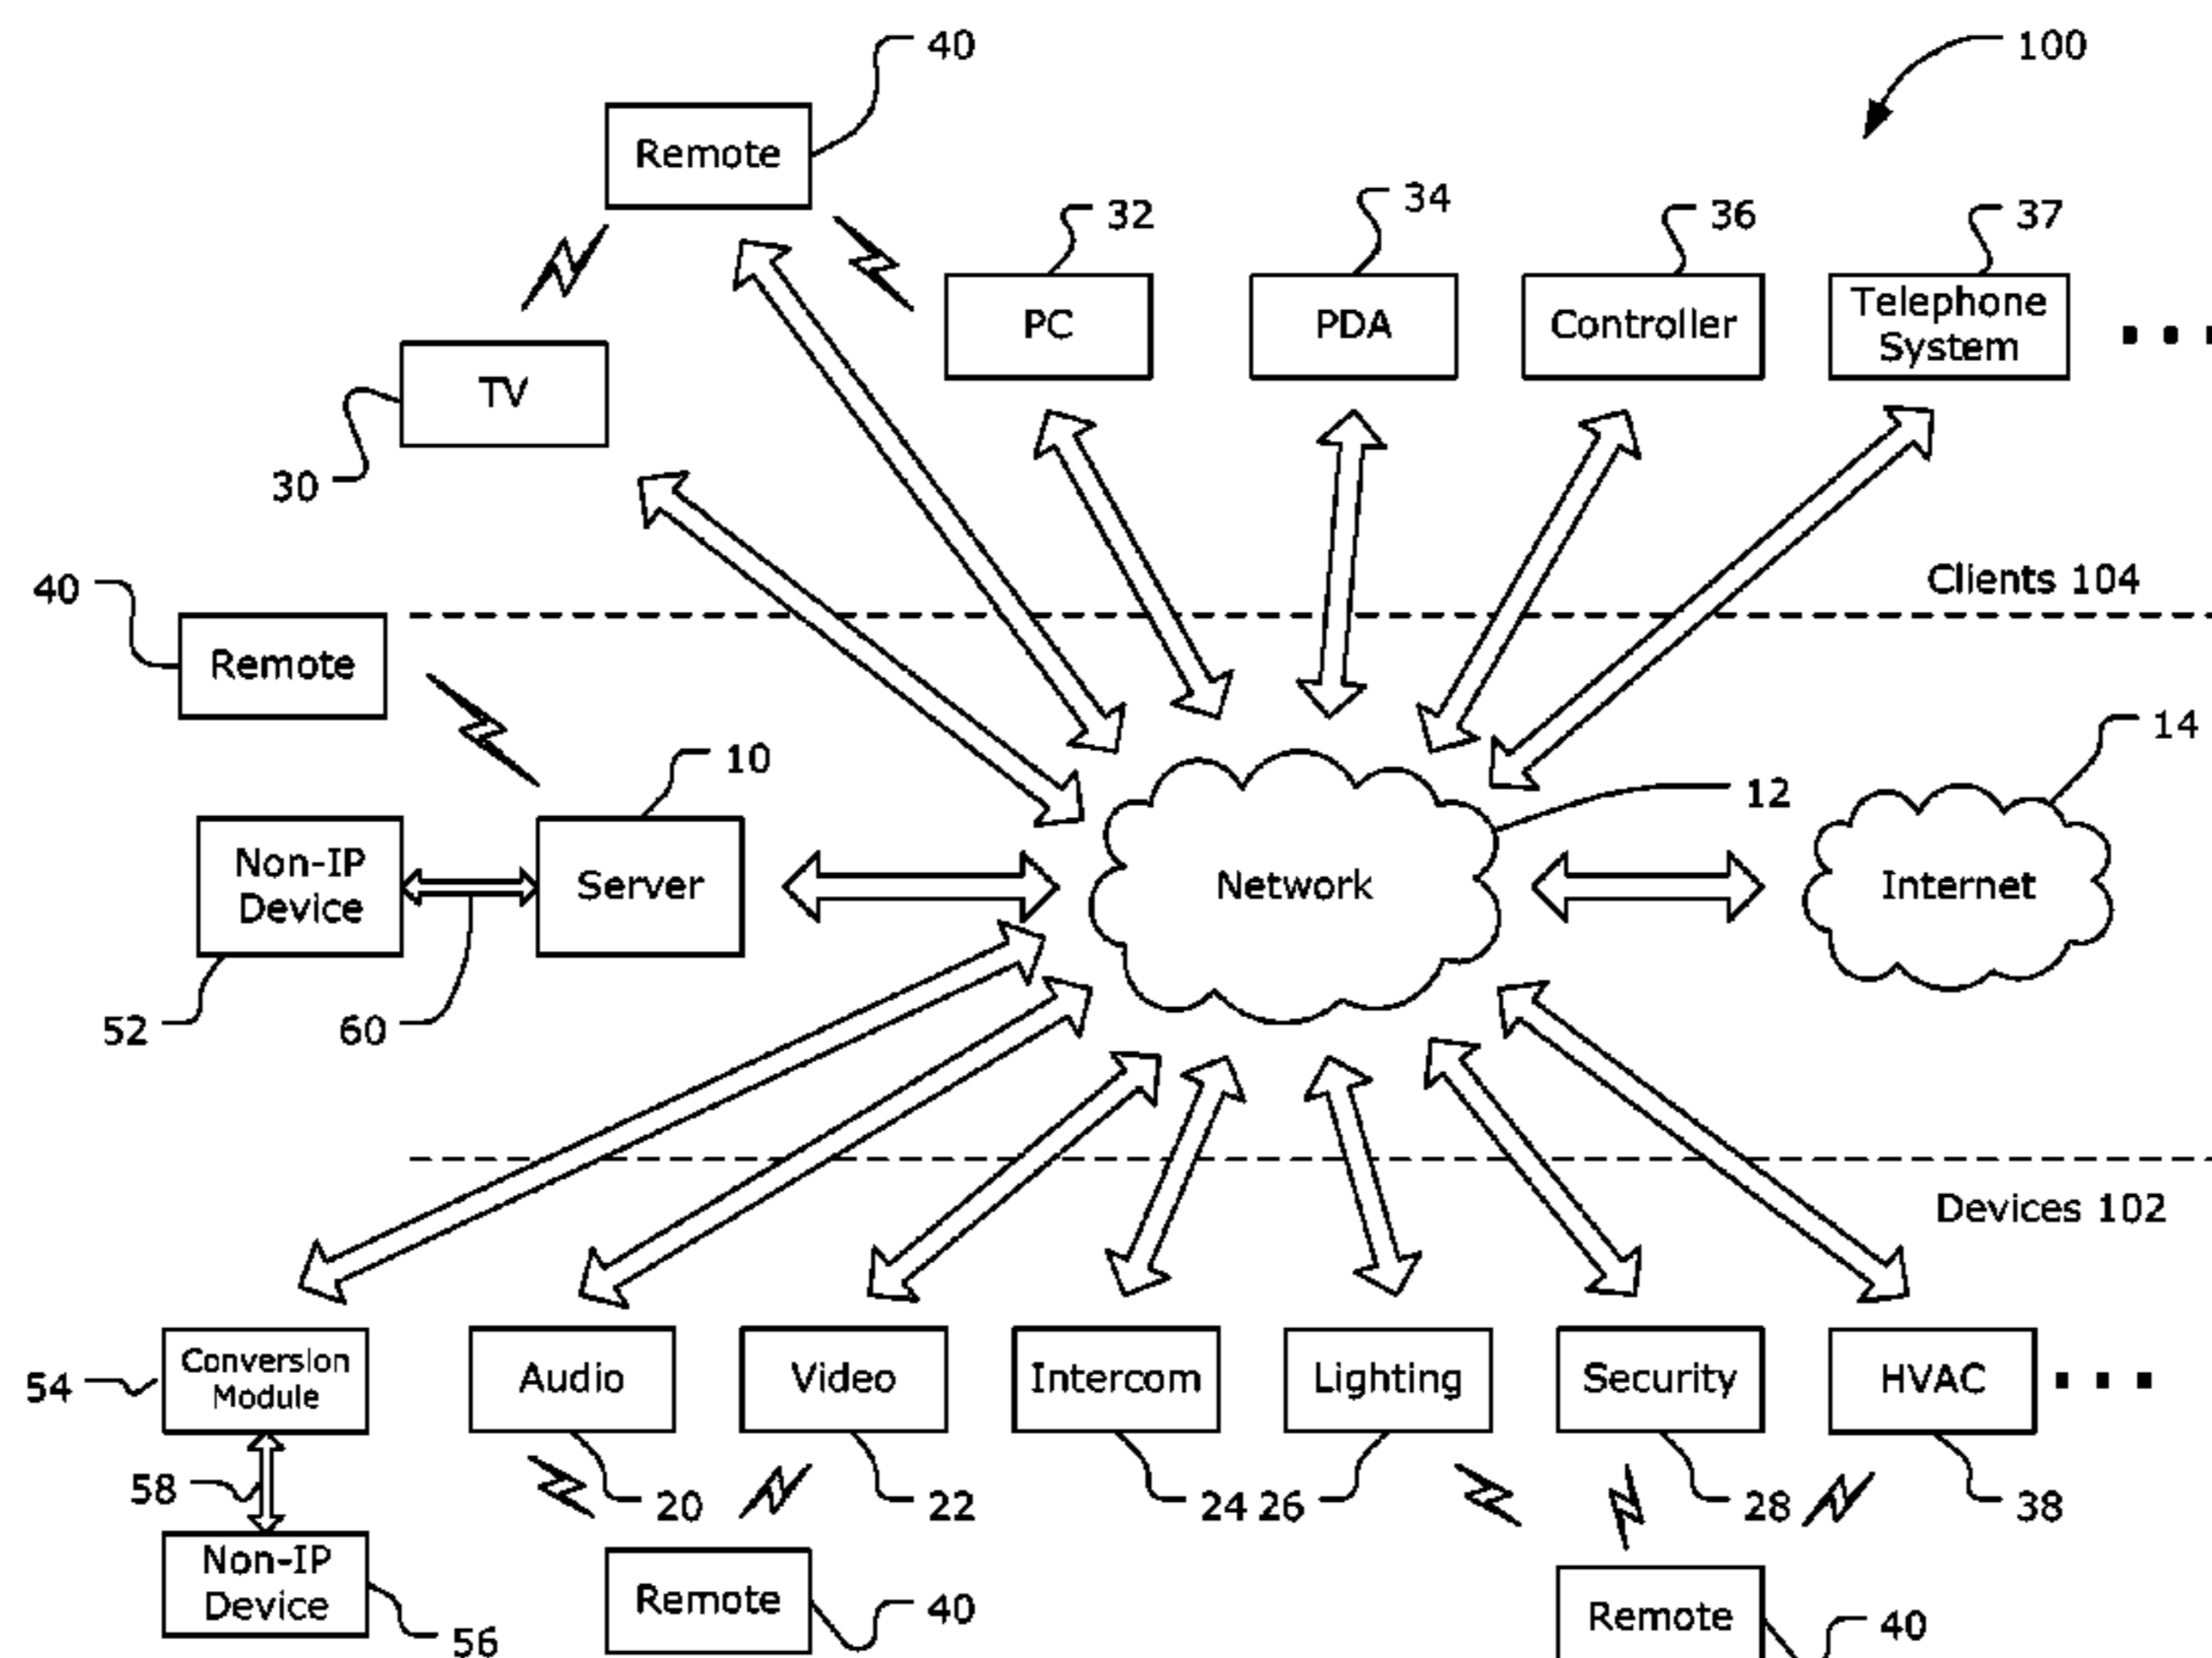 40
100
Remote
32
34
36
37
PC
PDA
Controller
Telephone
System
TV
30
Clients 104
40
Remote
10
14
12
Non-IP
Device
Server
Network
Internet
52
60
Devices 102
54
Conversion
Module
Audio
Video
Intercom
Lighting
Security
HVAC
58
20
22
24
26
28
38
Non-IP
Device
56
Remote
40
Remote
40